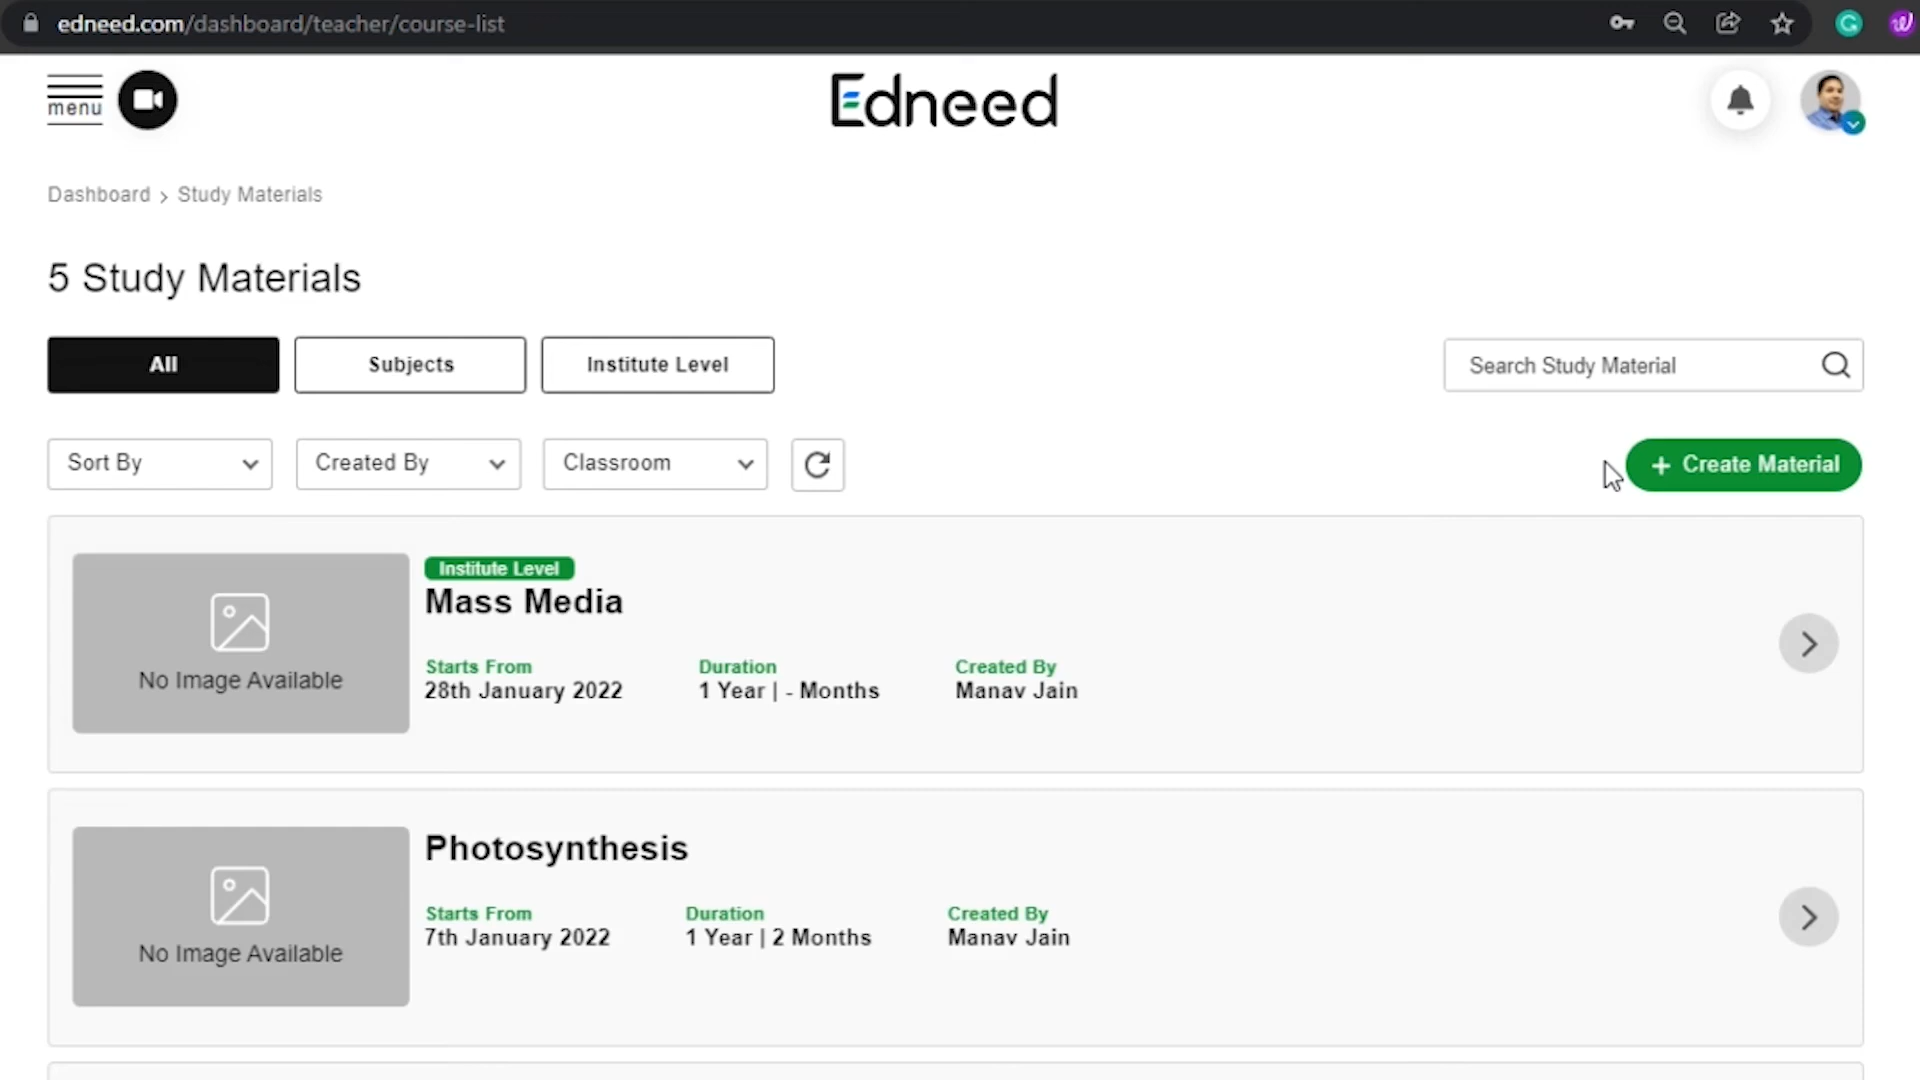 edneed.com/dashboard/teacher/course-list
menu
Edneed
Dashboard > Study Materials
5 Study Materials
All
Subjects
Institute Level
Search Study Material
Sort By
Created By
Classroom
+ Create Material
Institute Level
Mass Media
No Image Available
Starts From
Duration
Created By
28th January 2022
1 Year | - Months
Manav Jain
Photosynthesis
No Image Available
Starts From
Duration
Created By
7th January 2022
1 Year | 2 Months
Manav Jain